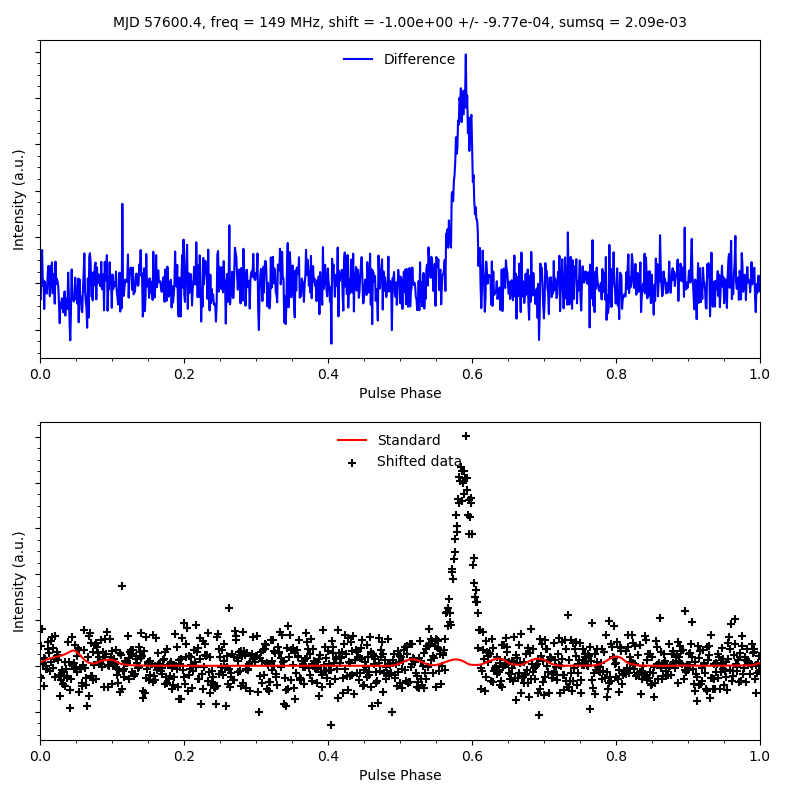 MJD 57600.4, freq = 149 MHz, shift = -1.00e+00 +/- -9.77e-04, sumsq = 2.09e-03
Difference
Intensity (a.u.)
0.0 0.2 0.4 0.6 0.8 1.0
Pulse Phase
Standard
Shifted data
Intensity (a.u.)
0.0 0.2 0.4 0.6 0.8 1.0
Pulse Phase